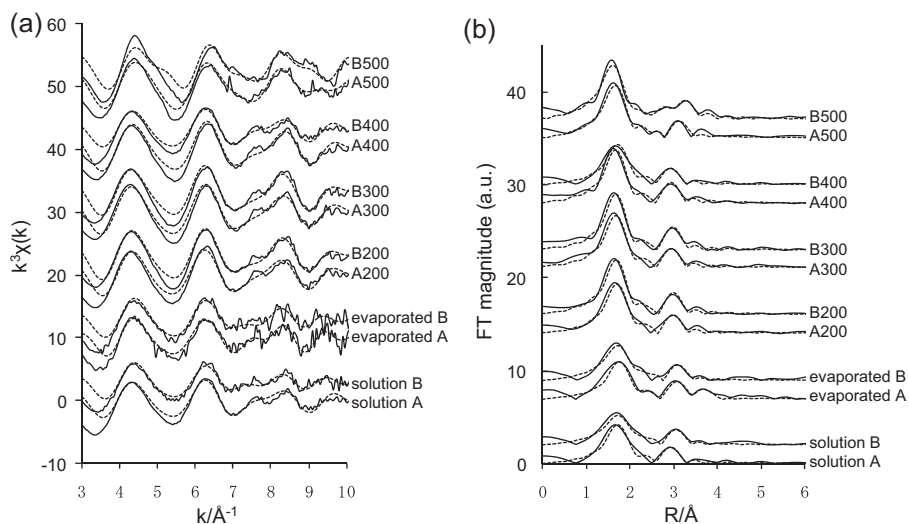 (a)
60
50
40
30
20
10
0
-10
k³χ(k)
B500
A500
B400
A400
B300
A300
B200
A200
evaporated B
evaporated A
solution B
solution A
3 4 5 6 7 8 9 10
k/Å⁻¹
(b)
40
30
20
10
0
FT magnitude (a.u.)
B500
A500
B400
A400
B300
A300
B200
A200
evaporated B
evaporated A
solution B
solution A
0 1 2 3 4 5 6
R/Å